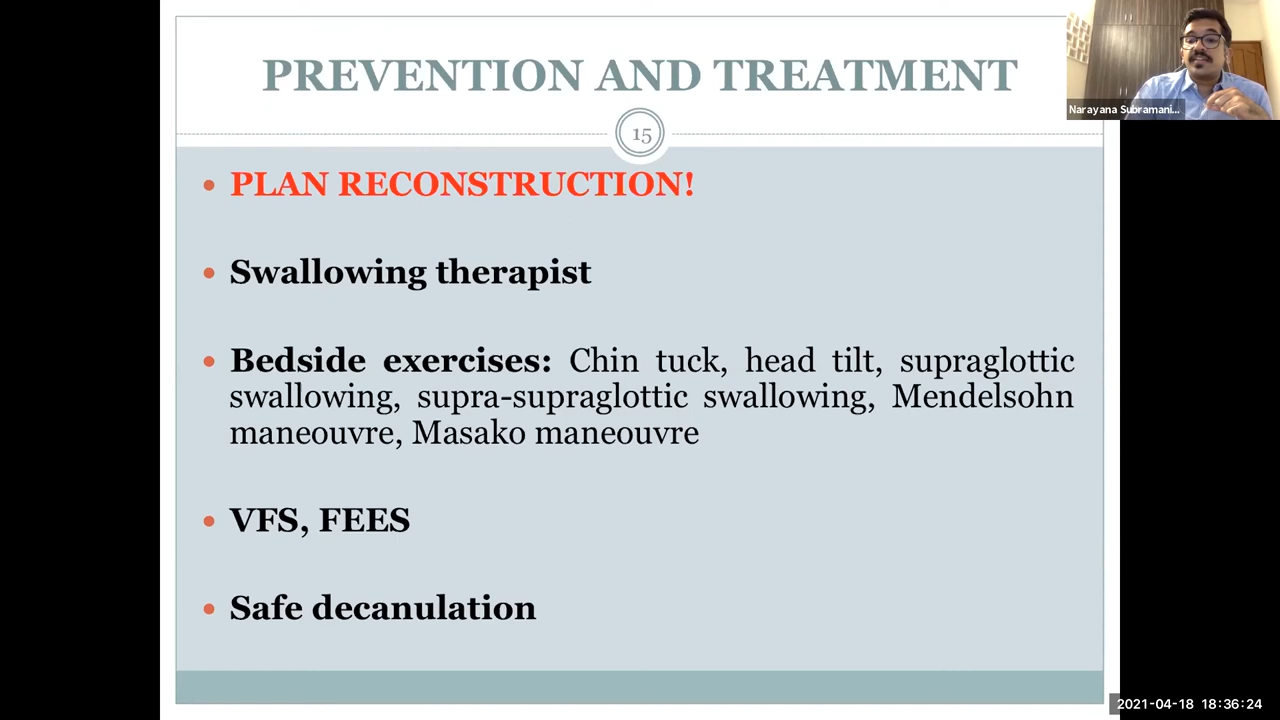 PREVENTION AND TREATMENT
15
Narayana Subramani...
• PLAN RECONSTRUCTION!
• Swallowing therapist
• Bedside exercises: Chin tuck, head tilt, supraglottic
swallowing, supra-supraglottic swallowing, Mendelsohn
maneouvre, Masako maneouvre
• VFS, FEES
• Safe decanulation
2021-04-18 18:36:24